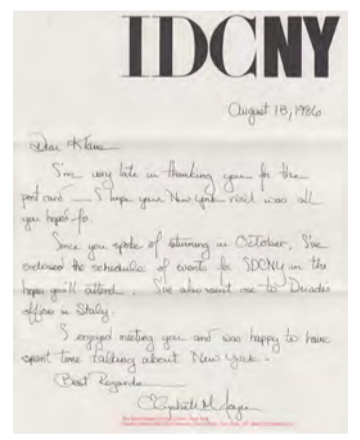 IDCNY
August 18, 1986
Dear Klaus
I'm very late in thanking you for the
post card — I hope your New York visit was all
you hoped for.
Since you spoke of returning in October, I've
enclosed the schedule of events for IDCNY in the
hopes you'll attend. I've also sent one to
office in Italy.
I enjoyed meeting you and was happy to have
spent time talking about New York.
Best Regards
Elizabeth M.